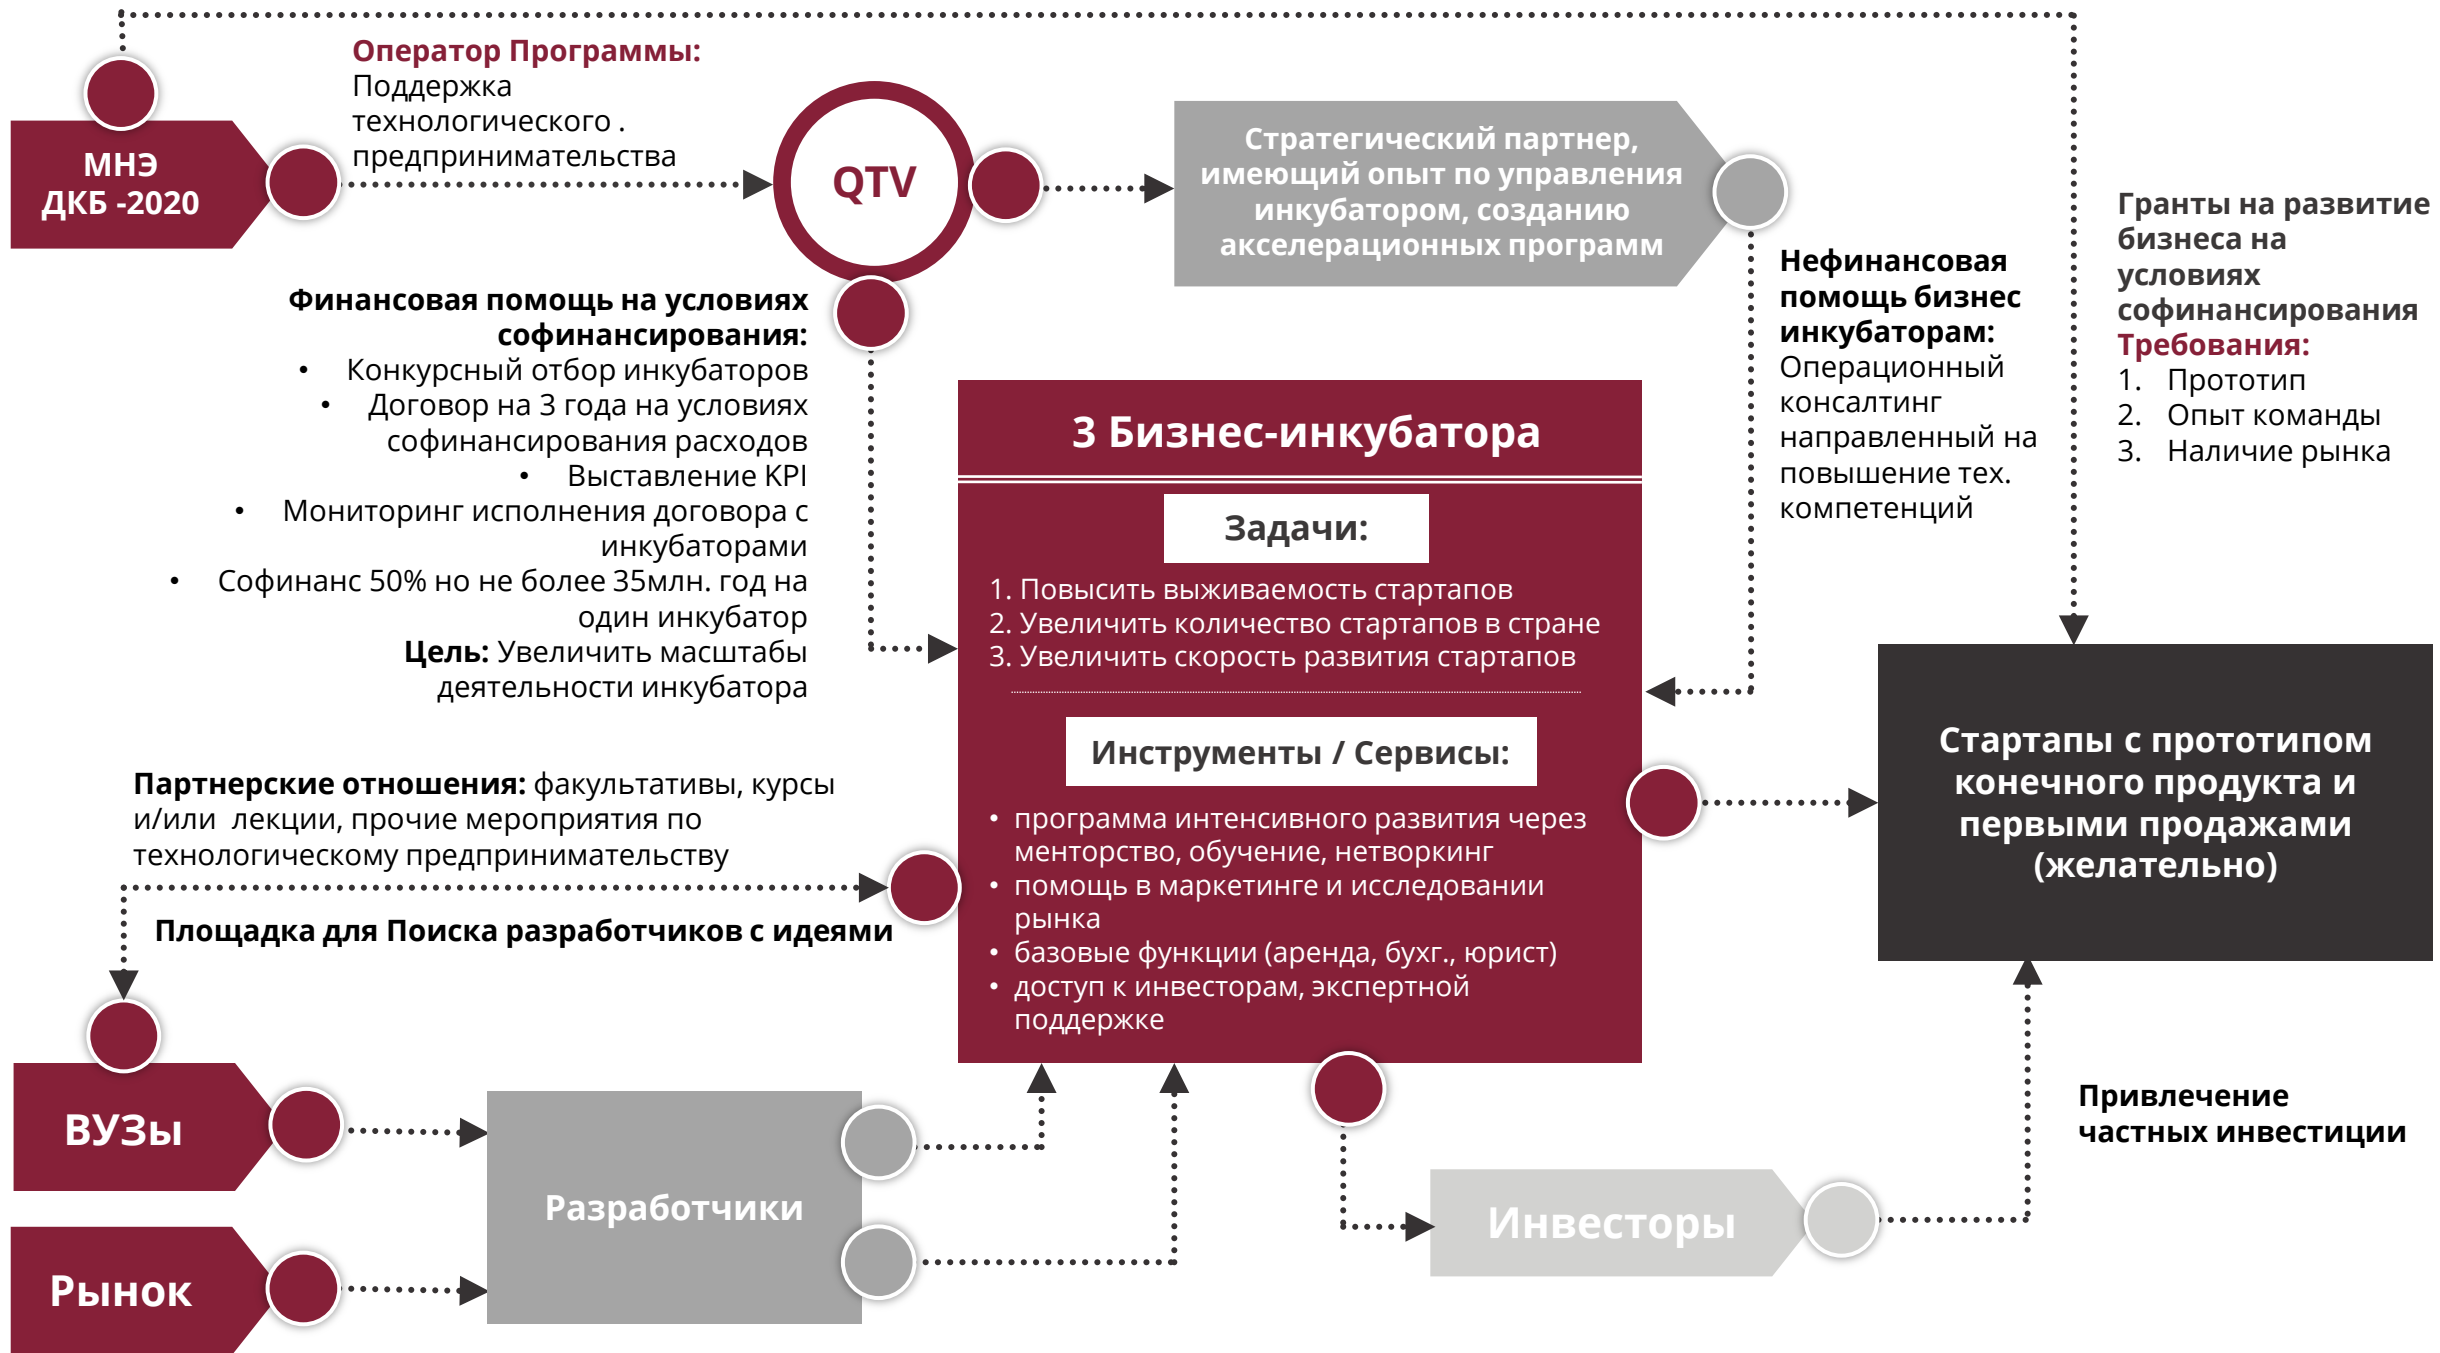 Оператор Программы:
Поддержка
технологического .
предпринимательства
МНЭ
ДКБ -2020
QTV
Стратегический партнер,
имеющий опыт по управления
инкубатором, созданию
акселерационных программ
Гранты на развитие
бизнеса на
условиях
софинансирования
Требования:
1. Прототип
2. Опыт команды
3. Наличие рынка
Нефинансовая
помощь бизнес
инкубаторам:
Операционный
консалтинг
направленный на
повышение тех.
компетенций
Финансовая помощь на условиях
софинансирования:
• Конкурсный отбор инкубаторов
• Договор на 3 года на условиях
софинансирования расходов
• Выставление KPI
• Мониторинг исполнения договора с
инкубаторами
• Софинанс 50% но не более 35млн. год на
один инкубатор
Цель: Увеличить масштабы
деятельности инкубатора
3 Бизнес-инкубатора
Задачи:
1. Повысить выживаемость стартапов
2. Увеличить количество стартапов в стране
3. Увеличить скорость развития стартапов
Инструменты / Сервисы:
• программа интенсивного развития через
менторство, обучение, нетворкинг
• помощь в маркетинге и исследовании
рынка
• базовые функции (аренда, бухг., юрист)
• доступ к инвесторам, экспертной
поддержке
Стартапы с прототипом
конечного продукта и
первыми продажами
(желательно)
Партнерские отношения: факультативы, курсы
и/или лекции, прочие мероприятия по
технологическому предпринимательству
Площадка для Поиска разработчиков с идеями
ВУЗы
Рынок
Разработчики
Инвесторы
Привлечение
частных инвестиции